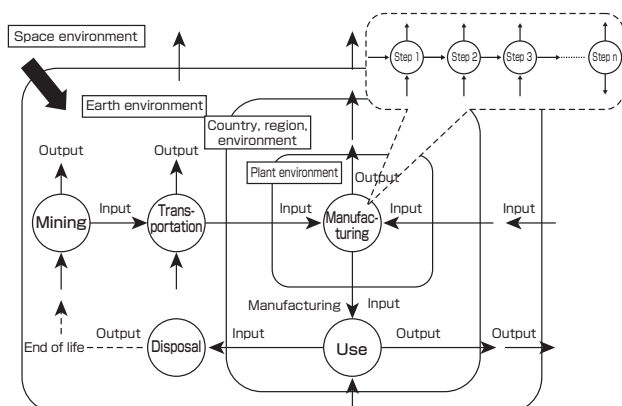 Space environment
Step 1
Step 2
Step 3
Step n
Earth environment
Country, region,
environment
Output
Output
Plant environment
Output
Mining
Input
Trans-
portation
Input
Manufac-
turing
Input
Input
Manufacturing
Input
End of life
Output
Disposal
Input
Use
Output
Output